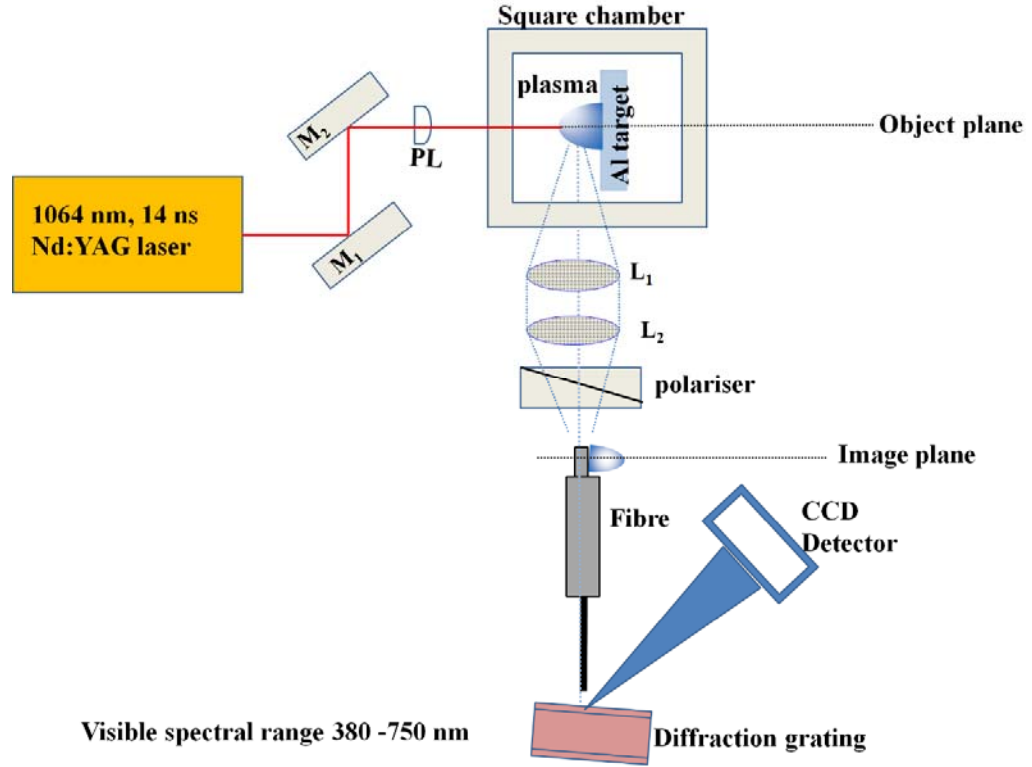 Square chamber
plasma
Al target
Object plane
M2
PL
1064 nm, 14 ns
Nd:YAG laser
M1
L1
L2
polariser
Image plane
Fibre
CCD
Detector
Visible spectral range 380 -750 nm
Diffraction grating